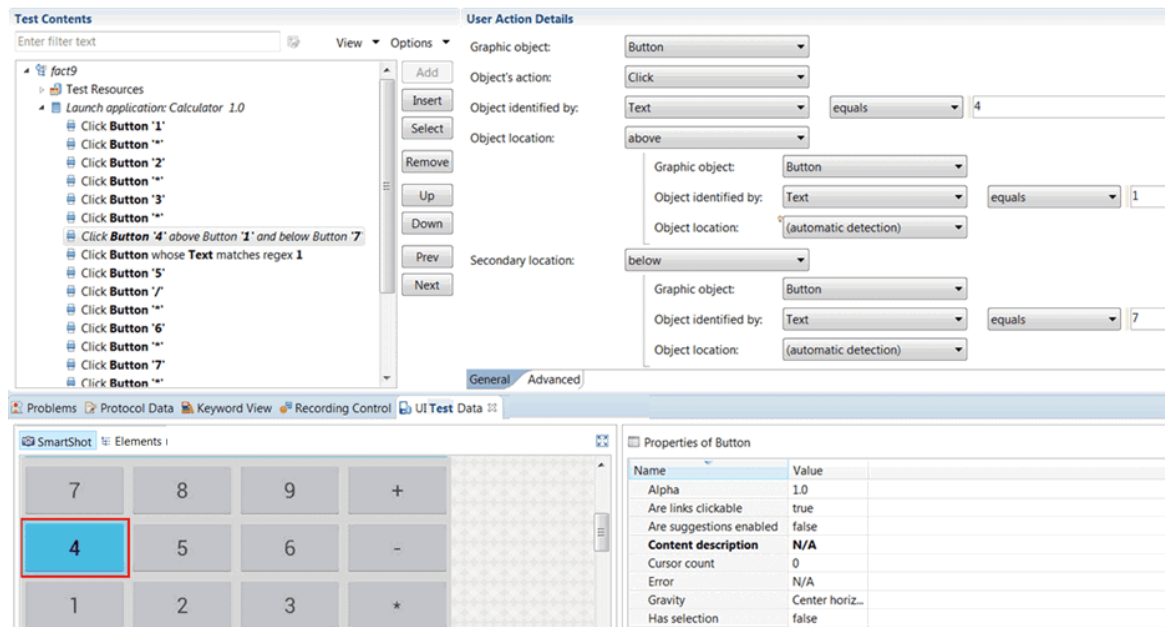 Test Contents
Enter filter text
View Options
fact9
Test Resources
Launch application: Calculator 1.0
Click Button '1'
Click Button '*'
Click Button '2'
Click Button '*'
Click Button '3'
Click Button '*'
Click Button '4' above Button '1' and below Button '7'
Click Button whose Text matches regex 1
Click Button '5'
Click Button '/'
Click Button '*'
Click Button '6'
Click Button '*'
Click Button '7'
Click Button '*'
Add
Insert
Select
Remove
Up
Down
Prev
Next
User Action Details
Graphic object: Button
Object's action: Click
Object identified by: Text equals 4
Object location: above
Graphic object: Button
Object identified by: Text equals 1
Object location: (automatic detection)
Secondary location: below
Graphic object: Button
Object identified by: Text equals 7
Object location: (automatic detection)
General Advanced
Problems Protocol Data Keyword View Recording Control UI Test Data
SmartShot Elements
7 8 9 +
4 5 6 -
1 2 3 *
Properties of Button
Name Value
Alpha 1.0
Are links clickable true
Are suggestions enabled false
Content description N/A
Cursor count 0
Error N/A
Gravity Center horiz...
Has selection false